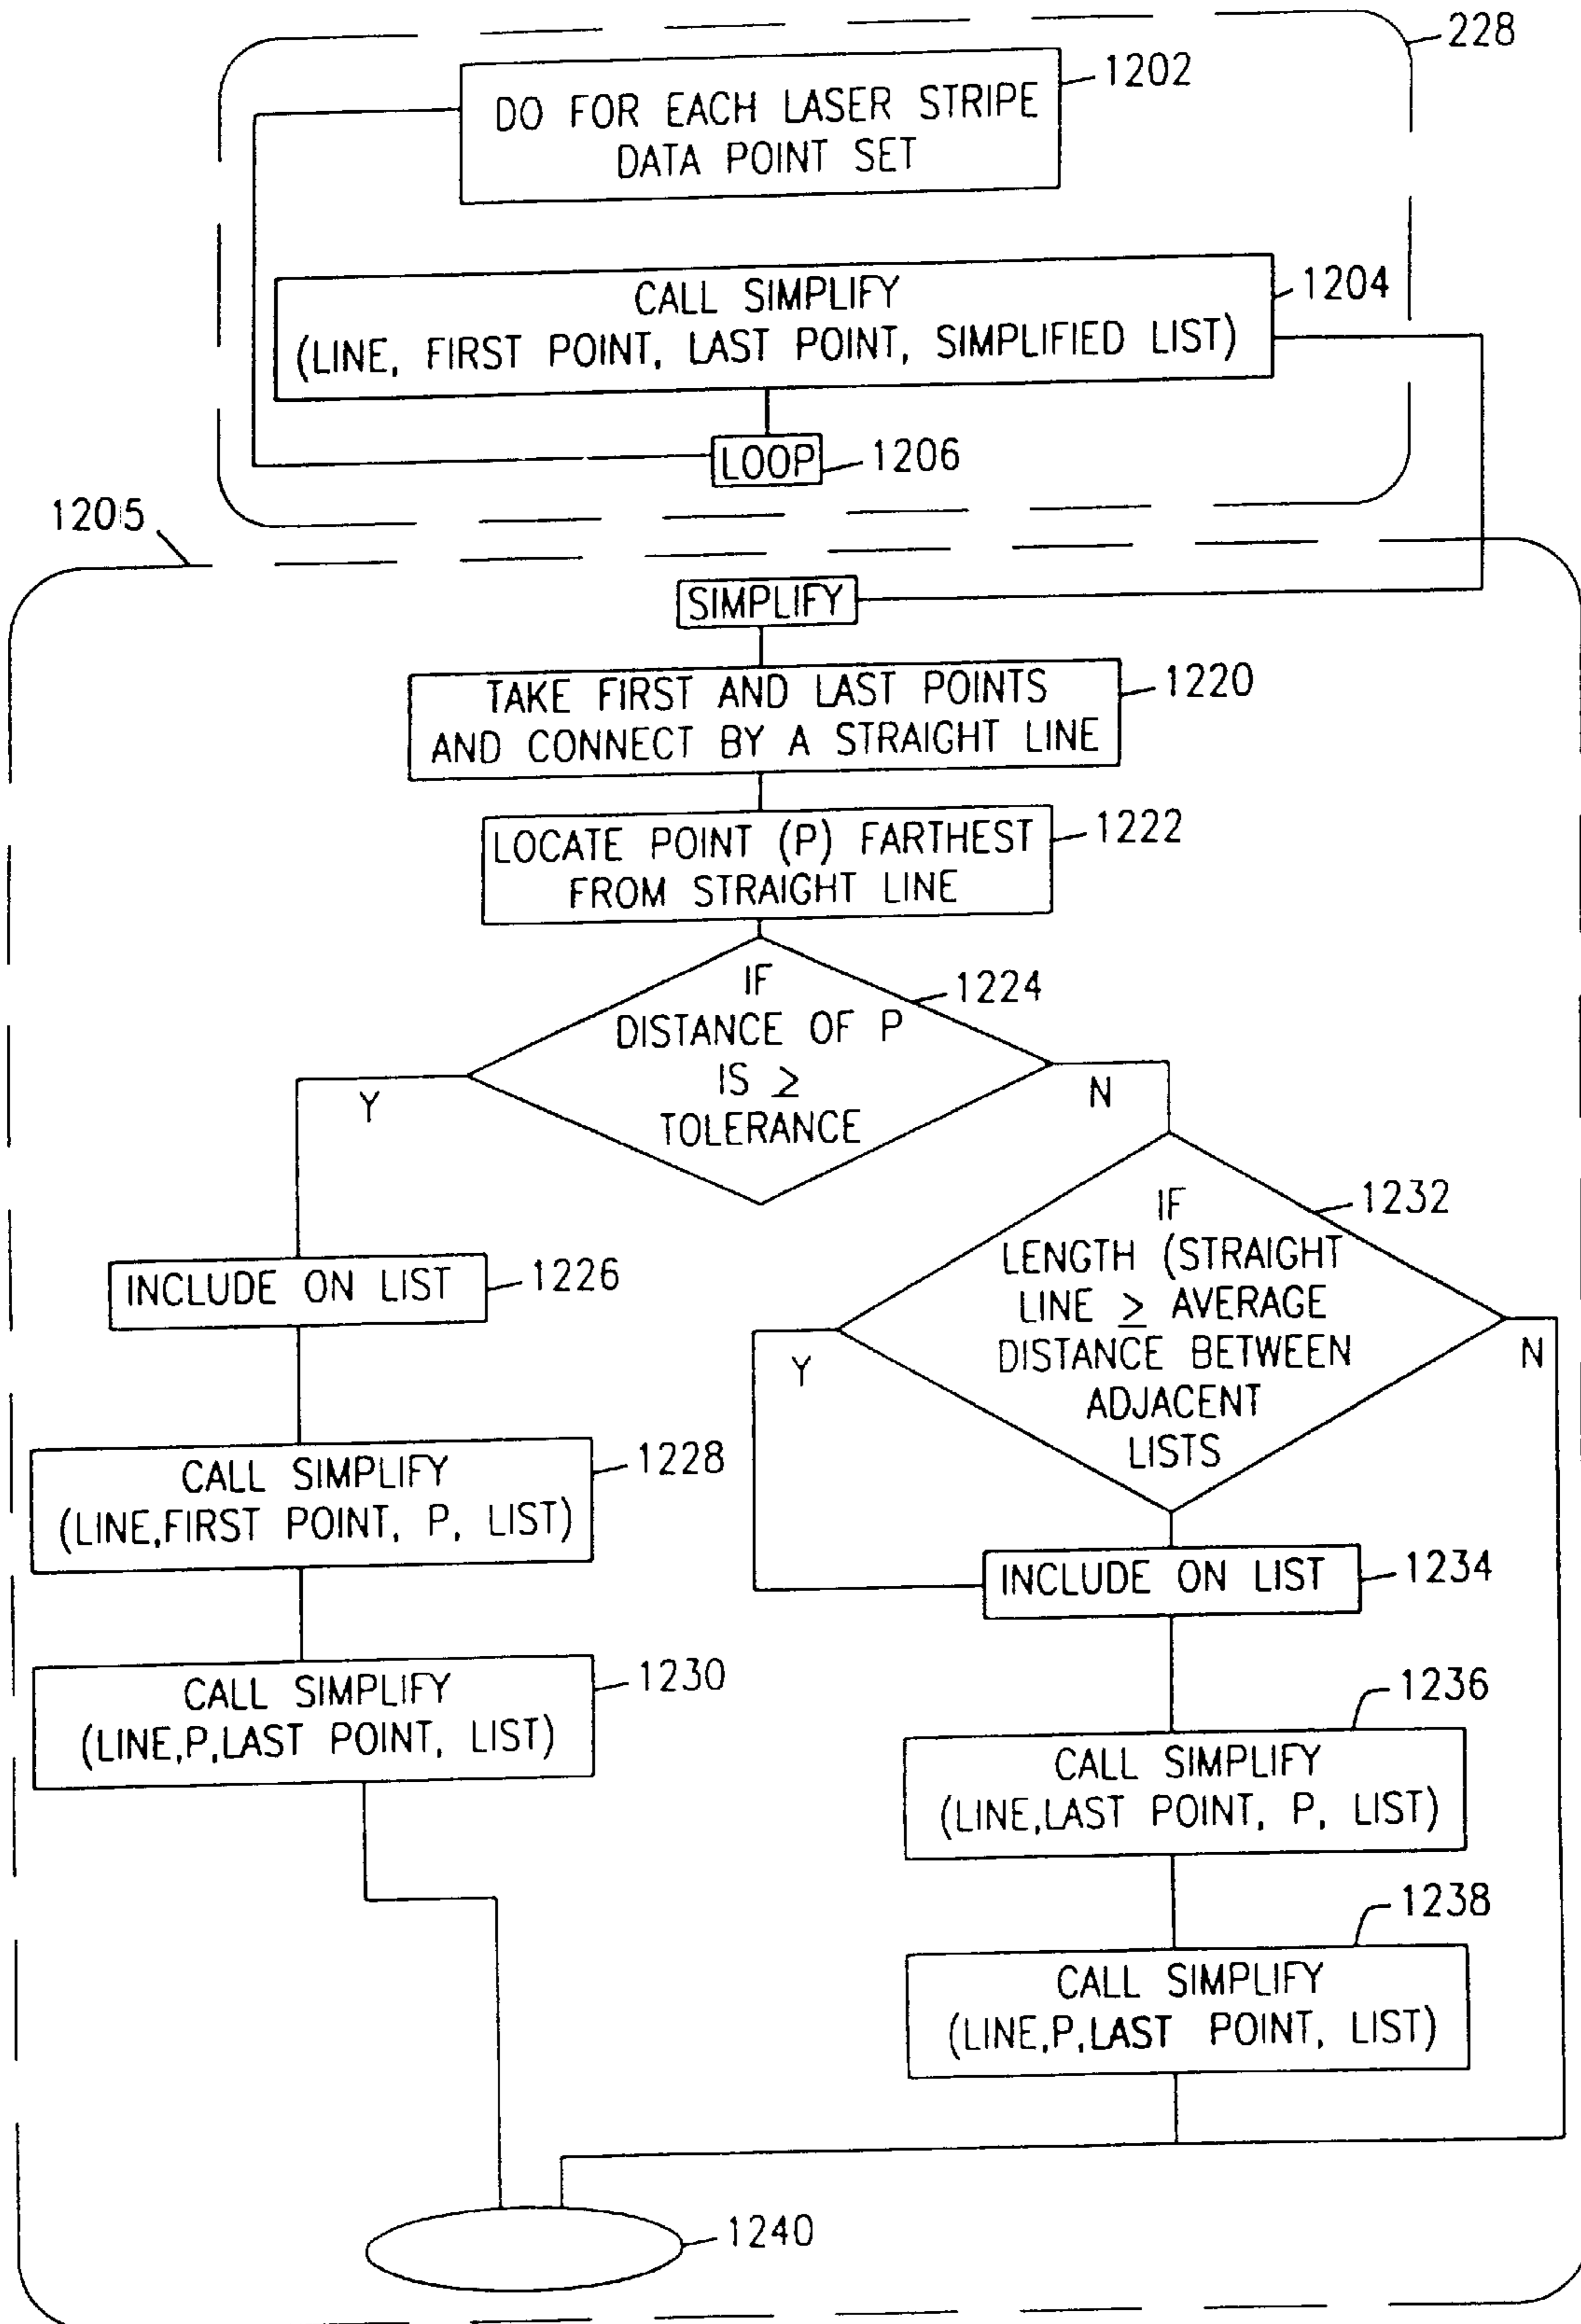 228
1202
DO FOR EACH LASER STRIPE
DATA POINT SET
CALL SIMPLIFY
(LINE, FIRST POINT, LAST POINT, SIMPLIFIED LIST)
1204
LOOP
1206
1205
SIMPLIFY
TAKE FIRST AND LAST POINTS
AND CONNECT BY A STRAIGHT LINE
1220
LOCATE POINT (P) FARTHEST
FROM STRAIGHT LINE
1222
IF
DISTANCE OF P
IS ≥
TOLERANCE
1224
Y
N
IF
LENGTH (STRAIGHT
LINE ≥ AVERAGE
DISTANCE BETWEEN
ADJACENT
LISTS
1232
Y
N
INCLUDE ON LIST
1226
CALL SIMPLIFY
(LINE,FIRST POINT, P, LIST)
1228
INCLUDE ON LIST
1234
CALL SIMPLIFY
(LINE,P,LAST POINT, LIST)
1230
1236
CALL SIMPLIFY
(LINE,LAST POINT, P, LIST)
1238
CALL SIMPLIFY
(LINE,P,LAST POINT, LIST)
1240